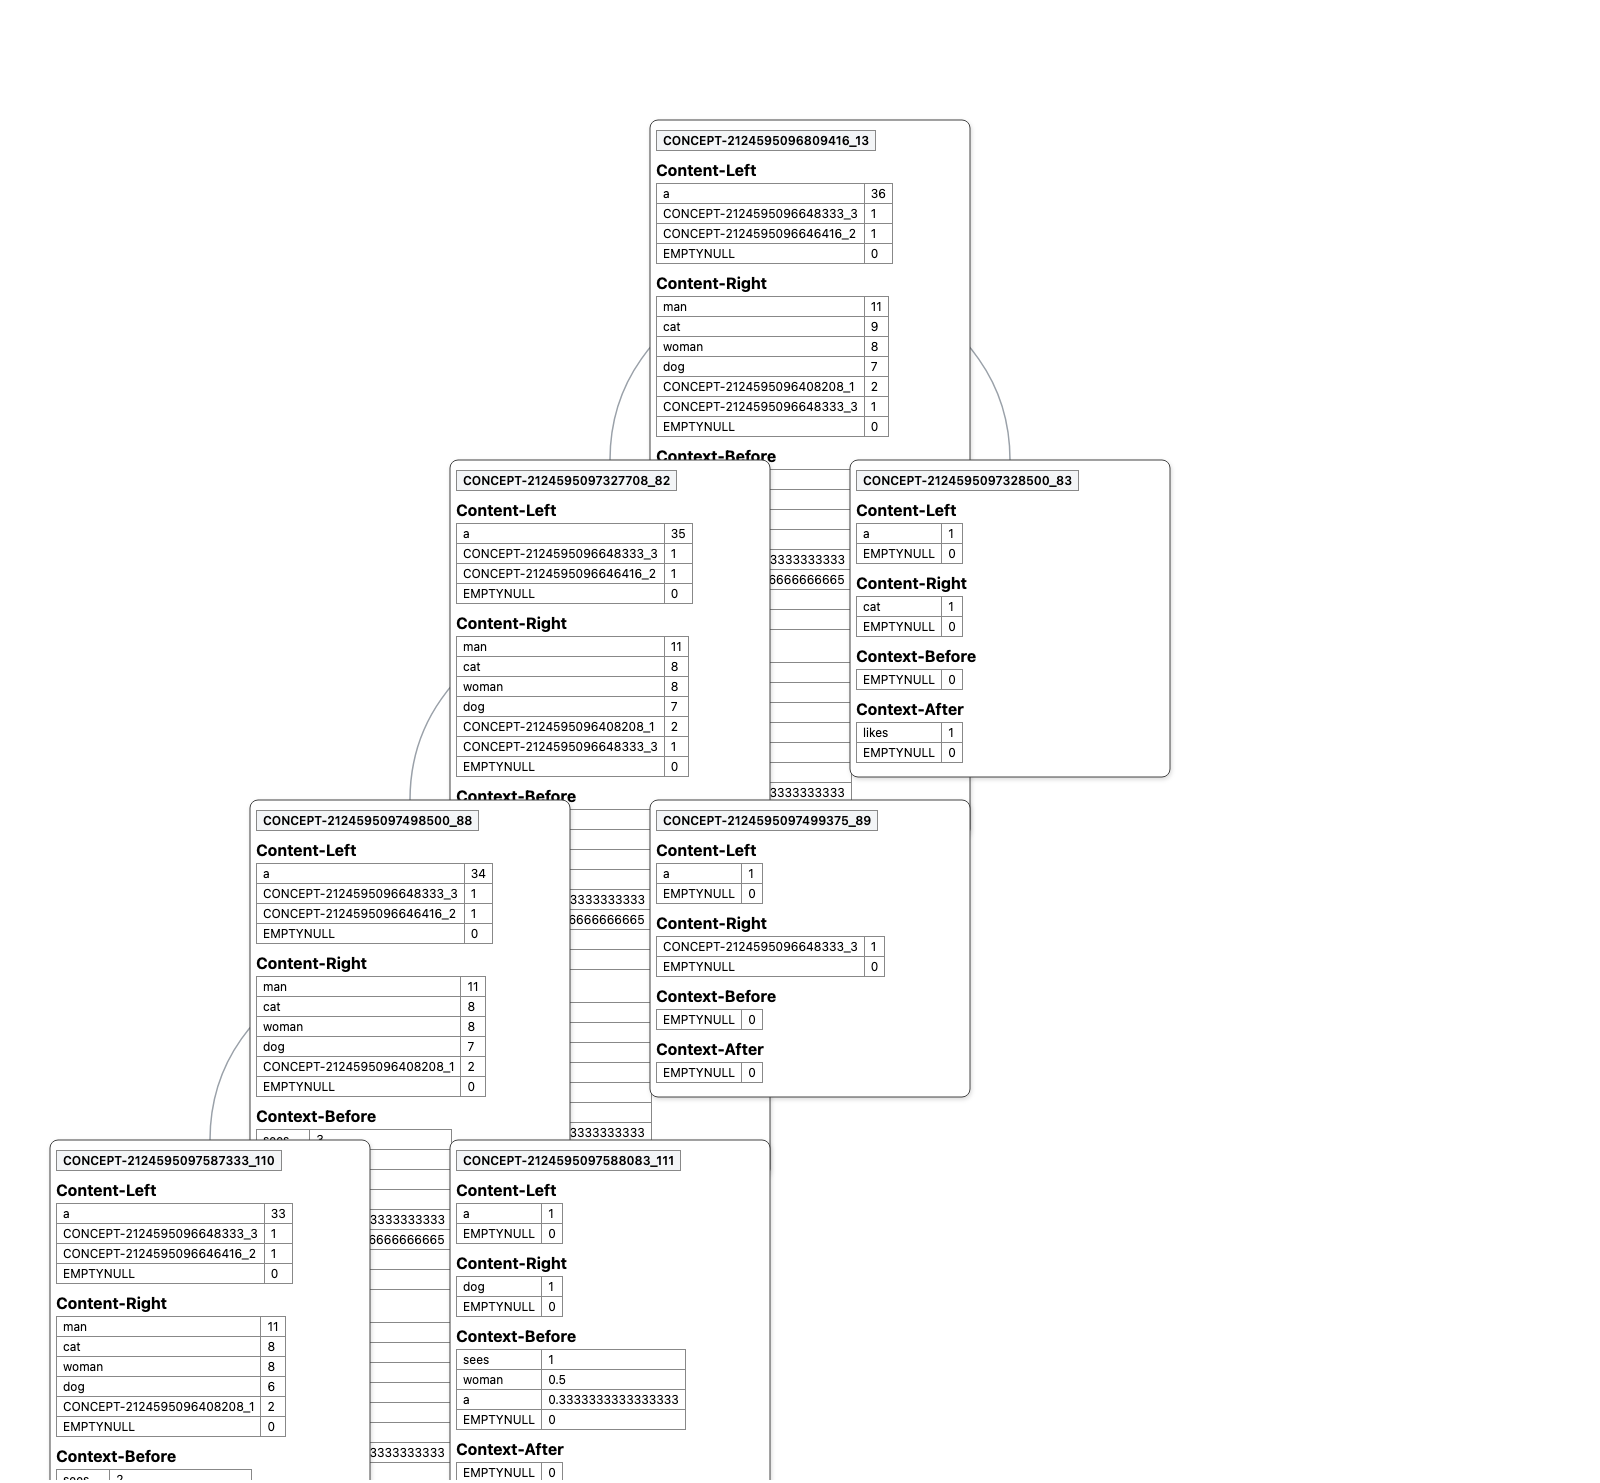 CONCEPT-2124595096809416_13
Content-Left
a 36
CONCEPT-2124595096648333_3 1
CONCEPT-2124595096646416_2 1
EMPTYNULL 0
Content-Right
man 11
cat 9
woman 8
dog 7
CONCEPT-2124595096408208_1 2
CONCEPT-2124595096648333_3 1
EMPTYNULL 0
Context-Before
3333333333
6666666665
3333333333
CONCEPT-2124595097327708_82
Content-Left
a 35
CONCEPT-2124595096648333_3 1
CONCEPT-2124595096646416_2 1
EMPTYNULL 0
Content-Right
man 11
cat 8
woman 8
dog 7
CONCEPT-2124595096408208_1 2
CONCEPT-2124595096648333_3 1
EMPTYNULL 0
Context-Before
3333333333
6666666665
3333333333
CONCEPT-2124595097328500_83
Content-Left
a 1
EMPTYNULL 0
Content-Right
cat 1
EMPTYNULL 0
Context-Before
EMPTYNULL 0
Context-After
likes 1
EMPTYNULL 0
CONCEPT-2124595097498500_88
Content-Left
a 34
CONCEPT-2124595096648333_3 1
CONCEPT-2124595096646416_2 1
EMPTYNULL 0
Content-Right
man 11
cat 8
woman 8
dog 7
CONCEPT-2124595096408208_1 2
EMPTYNULL 0
Context-Before
sees 3
3333333333
6666666665
3333333333
CONCEPT-2124595097499375_89
Content-Left
a 1
EMPTYNULL 0
Content-Right
CONCEPT-2124595096648333_3 1
EMPTYNULL 0
Context-Before
EMPTYNULL 0
Context-After
EMPTYNULL 0
CONCEPT-2124595097587333_110
Content-Left
a 33
CONCEPT-2124595096648333_3 1
CONCEPT-2124595096646416_2 1
EMPTYNULL 0
Content-Right
man 11
cat 8
woman 8
dog 6
CONCEPT-2124595096408208_1 2
EMPTYNULL 0
Context-Before
sees 2
CONCEPT-2124595097588083_111
Content-Left
a 1
EMPTYNULL 0
Content-Right
dog 1
EMPTYNULL 0
Context-Before
sees 1
woman 0.5
a 0.3333333333333333
EMPTYNULL 0
Context-After
EMPTYNULL 0